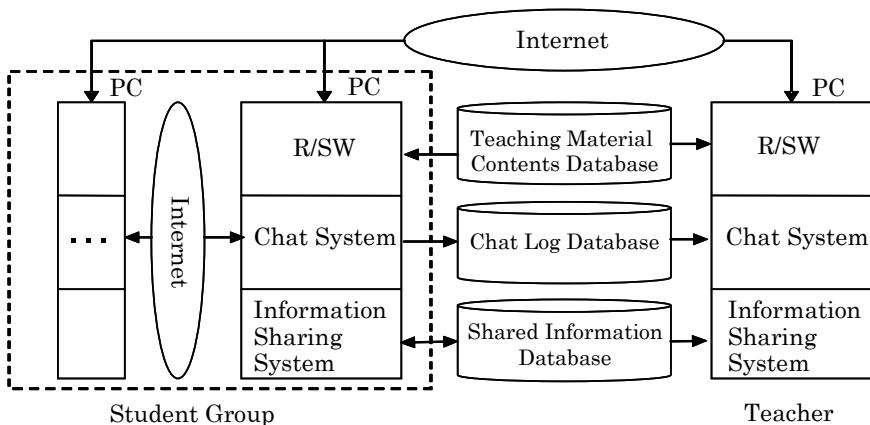 Internet
PC
PC
PC
R/SW
Teaching Material
Contents Database
R/SW
Internet
...
Chat System
Chat Log Database
Chat System
Information
Sharing
System
Shared Information
Database
Information
Sharing
System
Student Group
Teacher